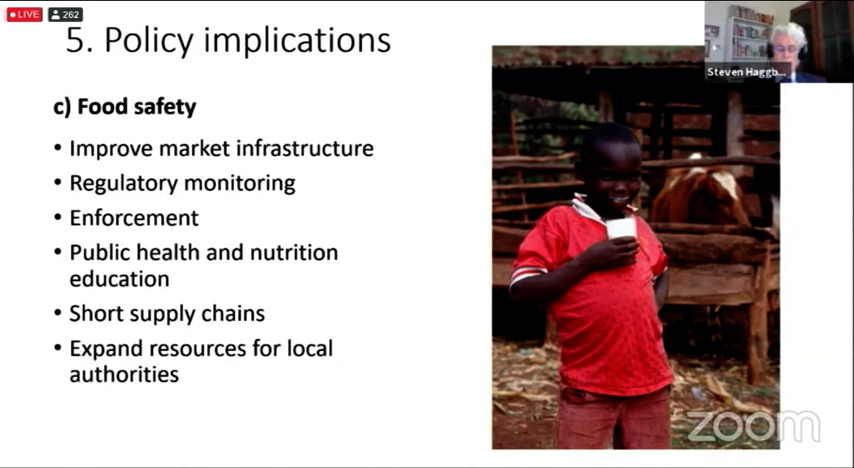 LIVE
262
5. Policy implications
Steven Haggb...
c) Food safety
• Improve market infrastructure
• Regulatory monitoring
• Enforcement
• Public health and nutrition
education
• Short supply chains
• Expand resources for local
authorities
zoom